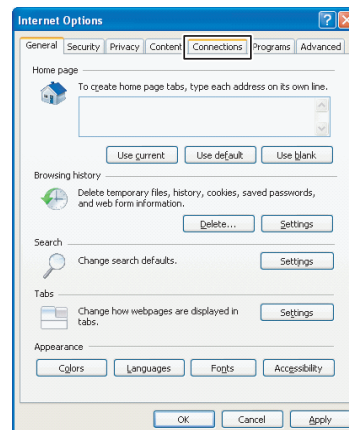 Internet Options
General Security Privacy Content Connections Programs Advanced
Home page
To create home page tabs, type each address on its own line.
Use current Use default Use blank
Browsing history
Delete temporary files, history, cookies, saved passwords,
and web form information.
Delete... Settings
Search
Change search defaults. Settings
Tabs
Change how webpages are displayed in
tabs.
Settings
Appearance
Colors Languages Fonts Accessibility
OK Cancel Apply